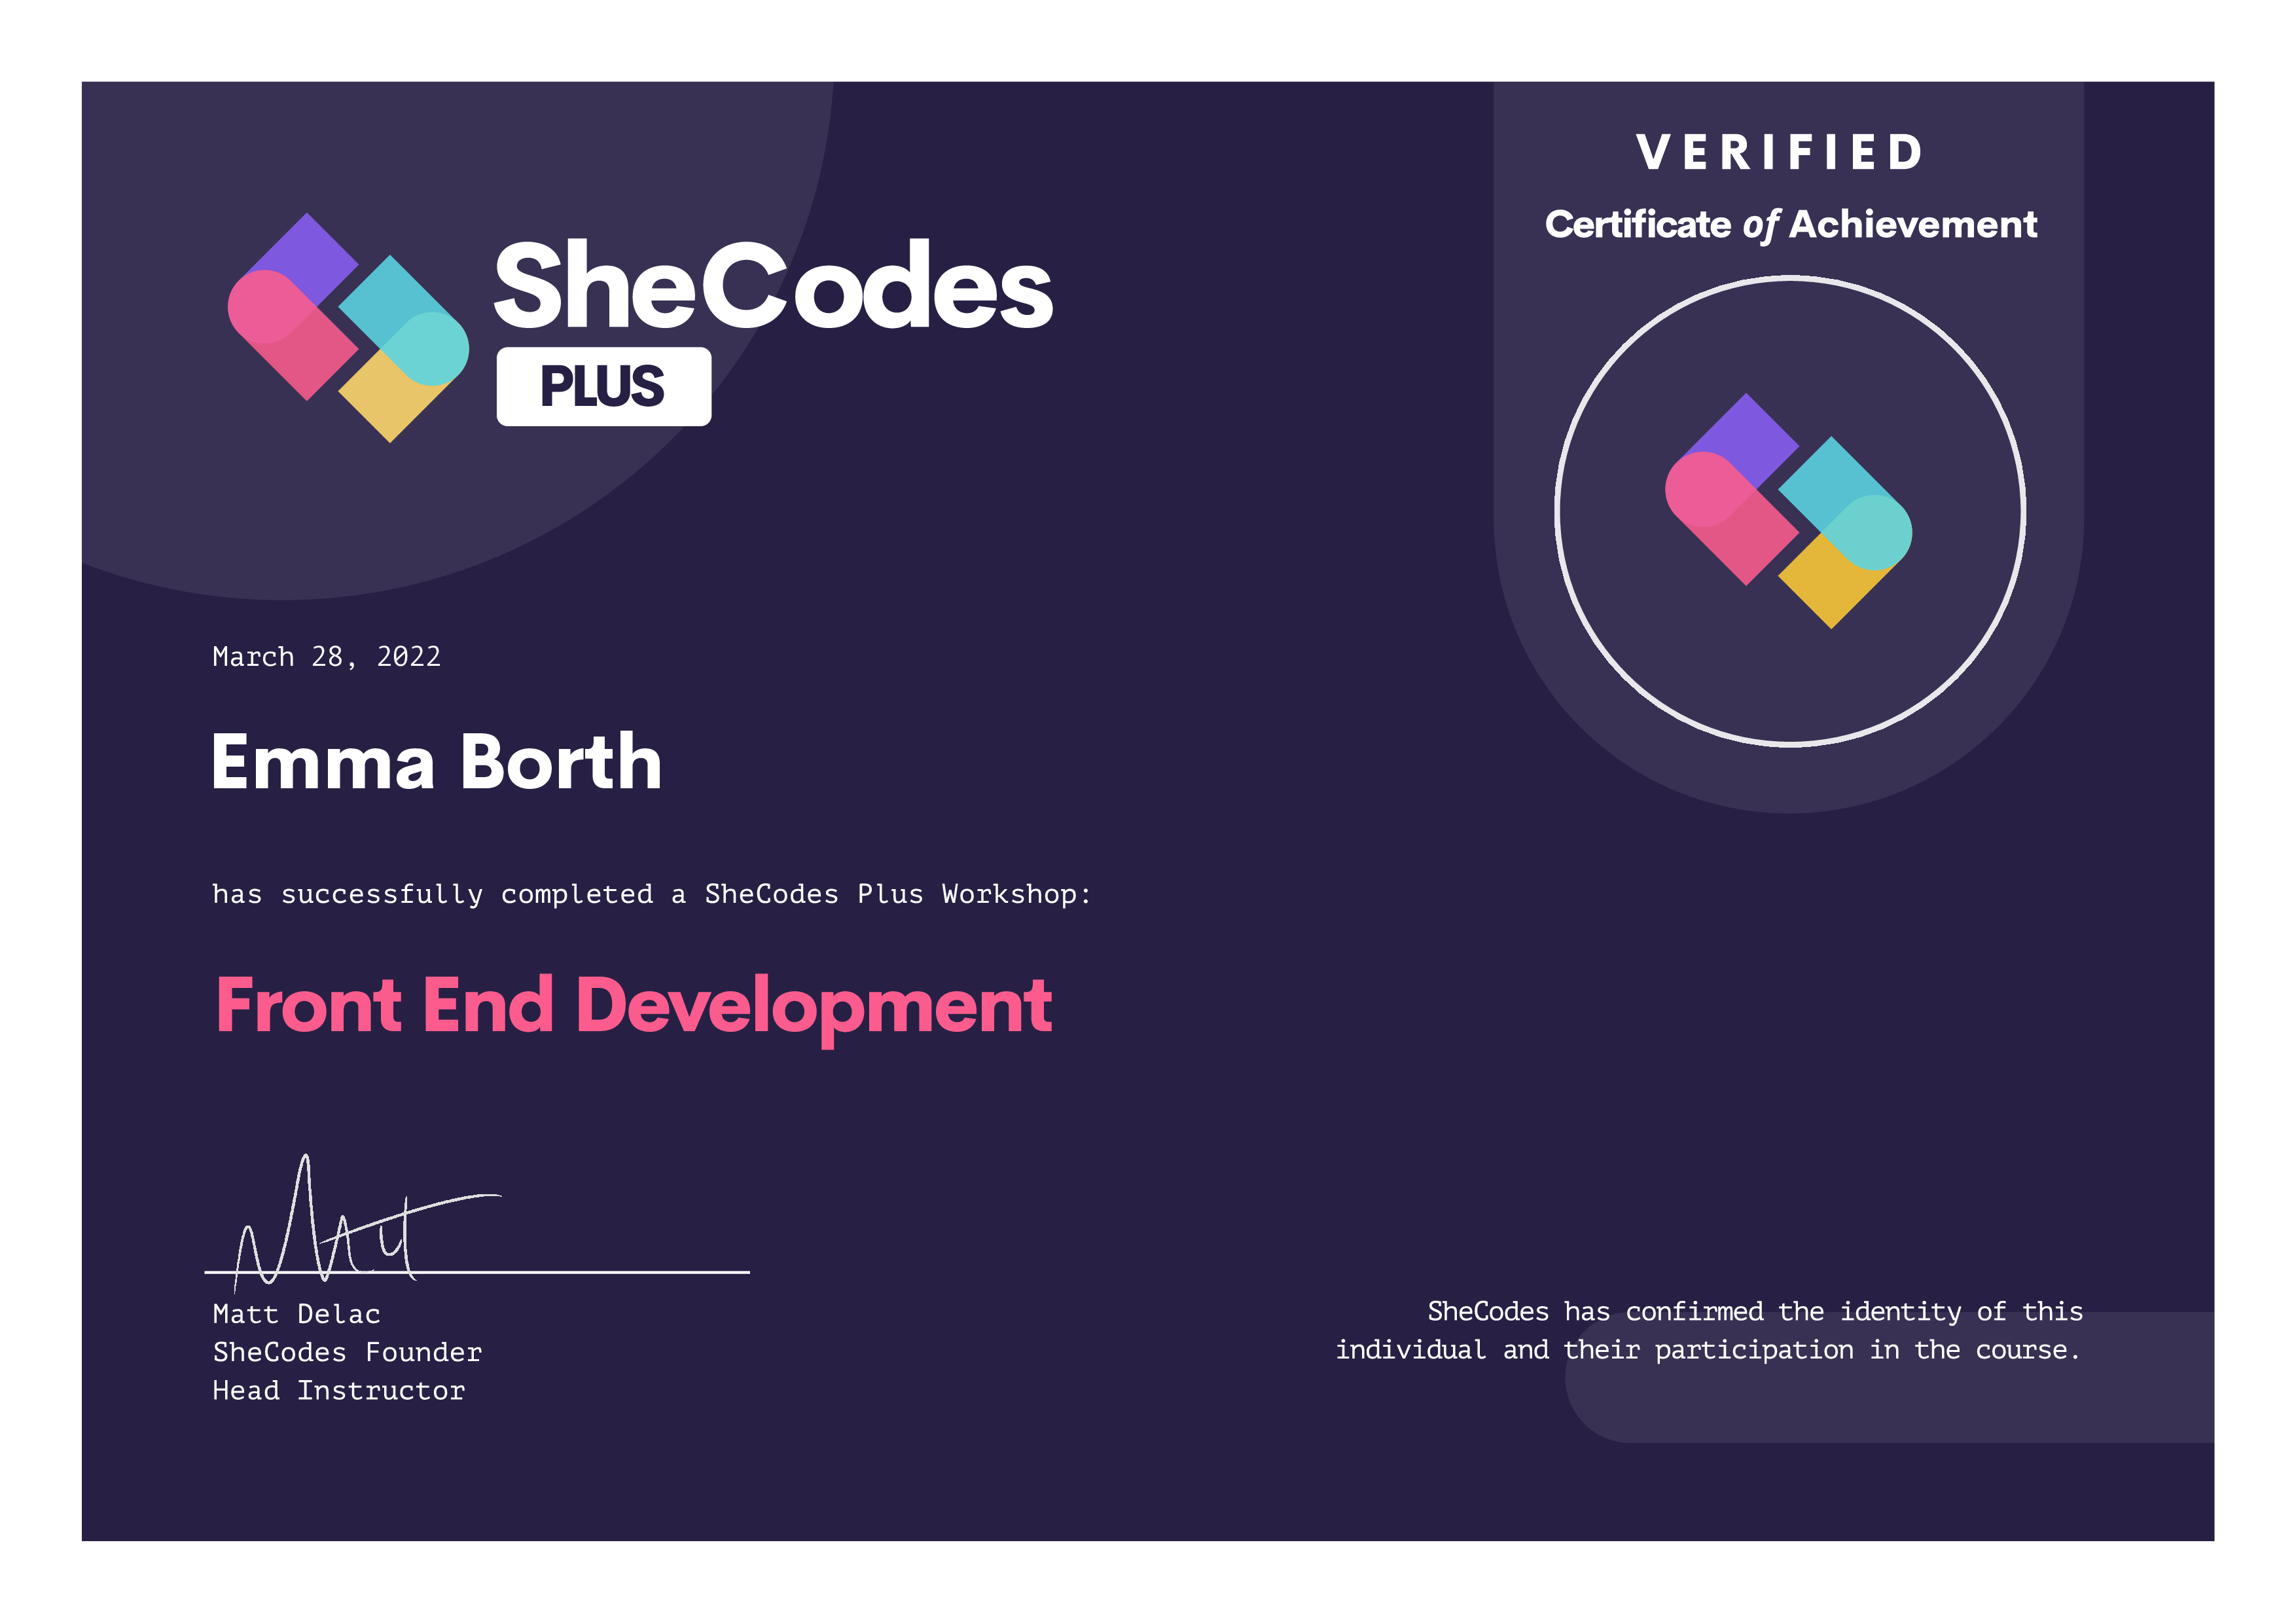 SheCodes
PLUS
VERIFIED
Certificate of Achievement
March 28, 2022
Emma Borth
has successfully completed a SheCodes Plus Workshop:
Front End Development
Matt
Matt Delac
SheCodes Founder
Head Instructor
SheCodes has confirmed the identity of this
individual and their participation in the course.